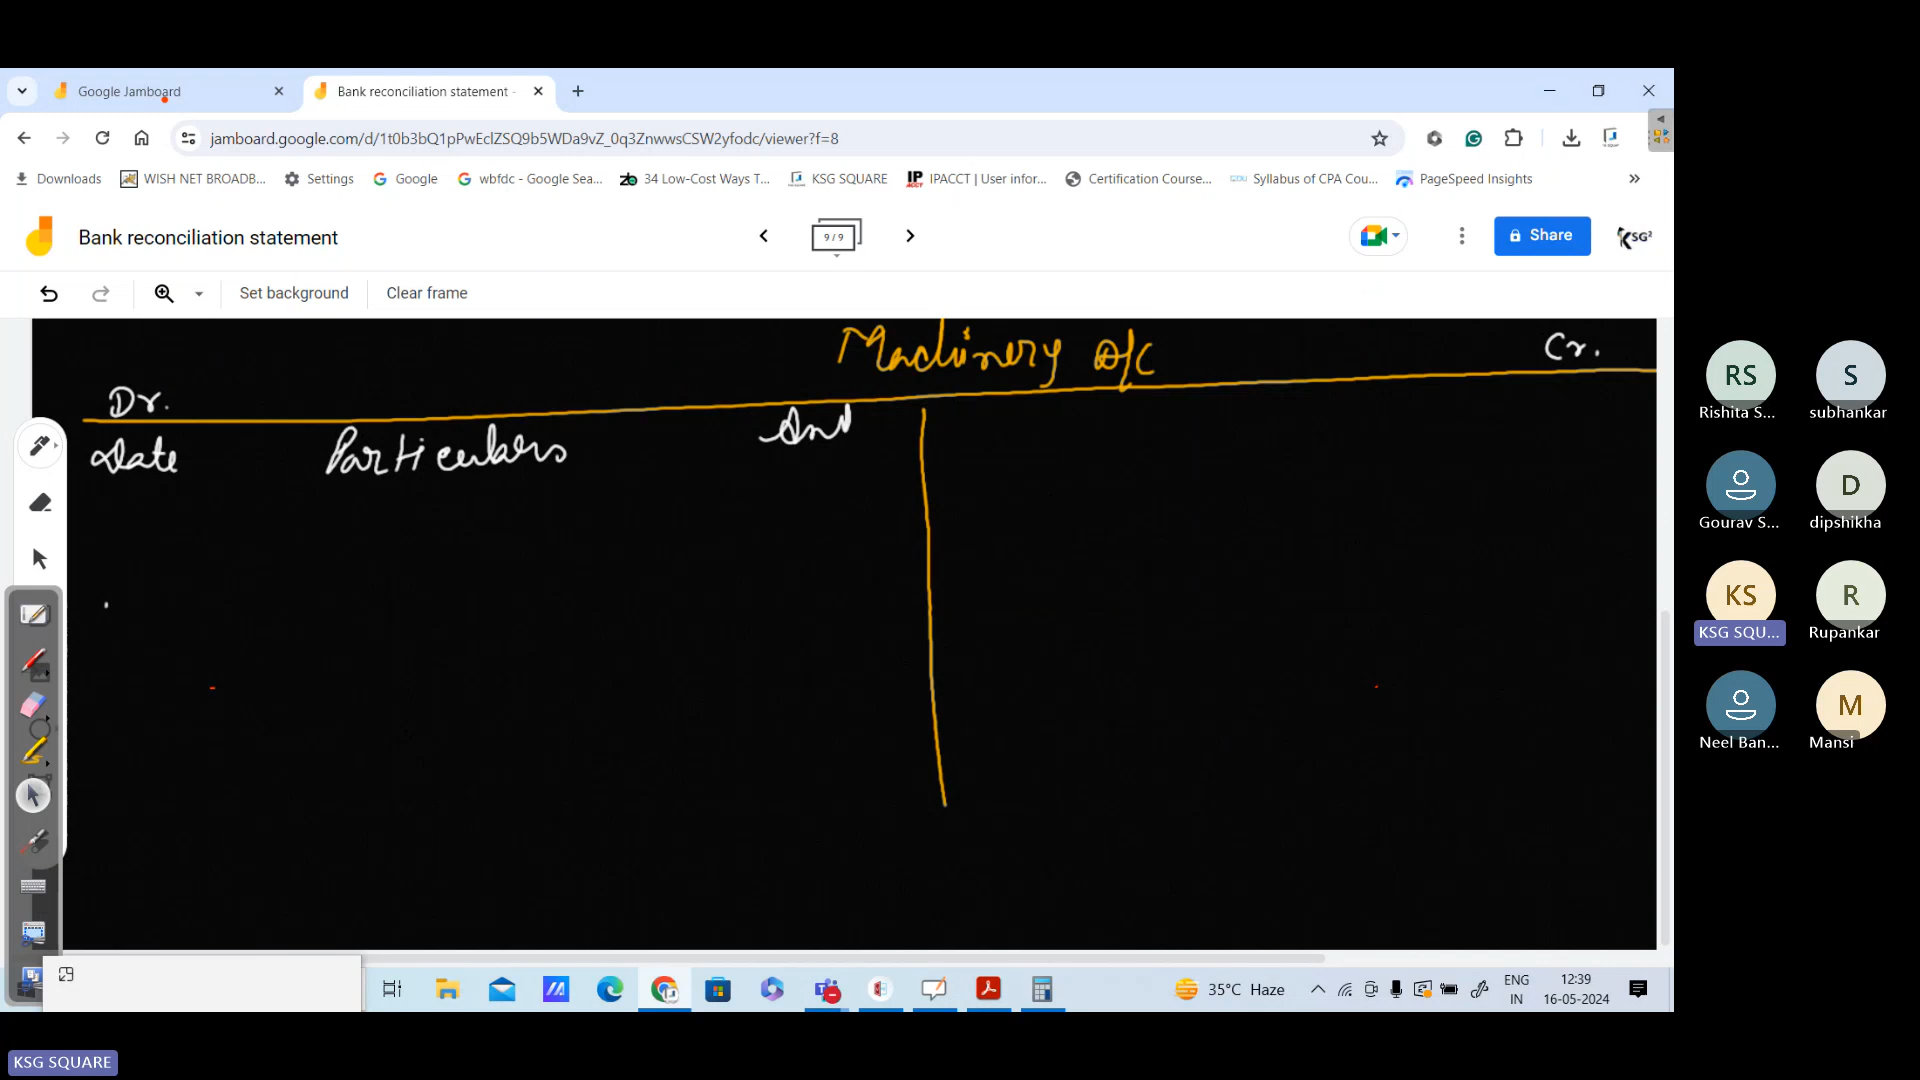 Google Jamboard
Bank reconciliation statement -
jamboard.google.com/d/1t0b3bQ1pPwEclZSQ9b5WDa9vZ_0q3ZnwwsCSW2yfodc/viewer?f=8
Downloads WISH NET BROADB... Settings Google wbfdc - Google Sea... 34 Low-Cost Ways T... KSG SQUARE IPACCT | User infor... Certification Course... Syllabus of CPA Cou... PageSpeed Insights
Bank reconciliation statement
9 / 9
Share
KSG²
Set background Clear frame
Machinery A/C
Dr.
Cr.
Date Particulars Amt
RS
Rishita S...
S
subhankar
Gourav S...
D
dipshikha
KS
KSG SQU...
R
Rupankar
Neel Ban...
M
Mansi
35°C Haze
ENG
IN
12:39
16-05-2024
KSG SQUARE